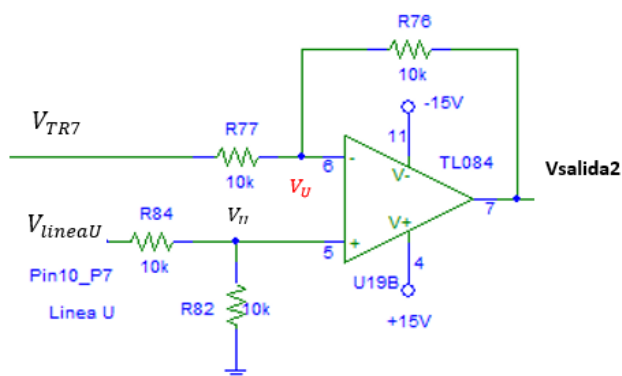 R76
10k
-15V
V_TR7
R77
11
TL084
10k
6
-
V-
Vsalida2
V_U
7
V_lineaU
R84
V_U
V+
5
+
10k
4
Pin10_P7
U19B
R82
10k
Linea U
+15V